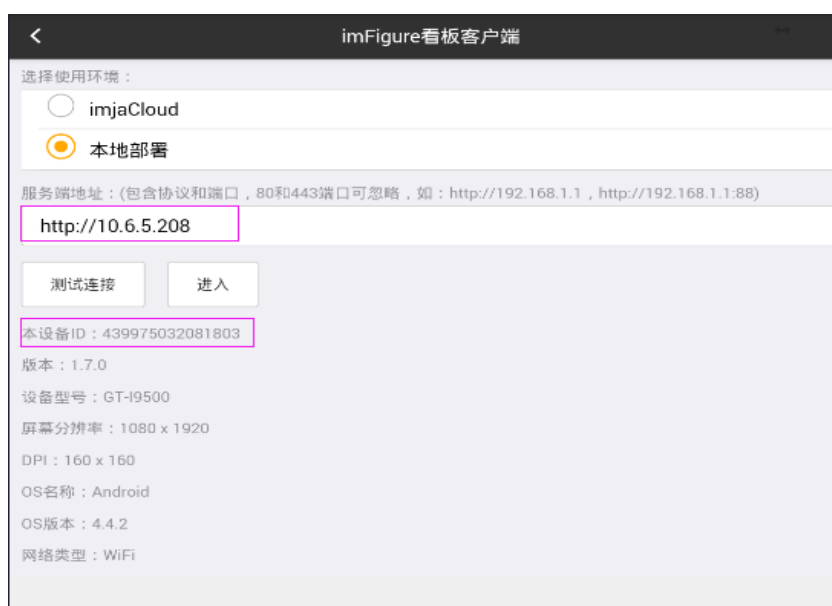 imFigure看板客户端
选择使用环境：
imjaCloud
本地部署
服务端地址：(包含协议和端口，80和443端口可忽略，如：http://192.168.1.1，http://192.168.1.1:88)
http://10.6.5.208
测试连接 进入
本设备ID：439975032081803
版本：1.7.0
设备型号：GT-I9500
屏幕分辨率：1080 x 1920
DPI：160 x 160
OS名称：Android
OS版本：4.4.2
网络类型：WiFi